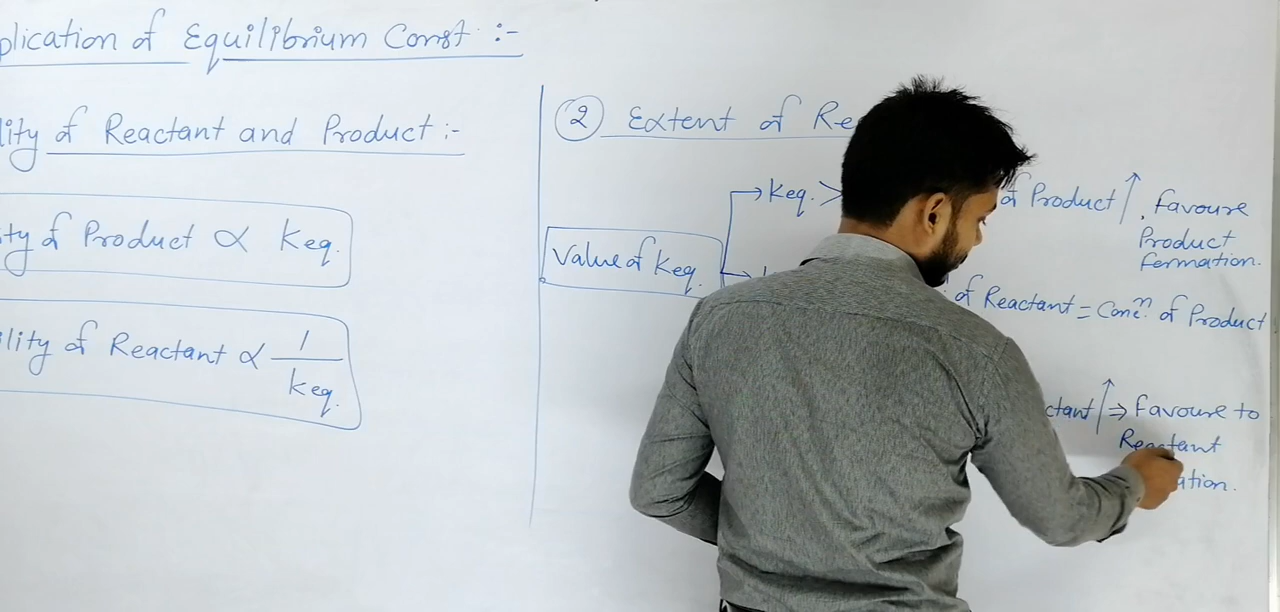 plication of Equilibrium Const :-
lity of Reactant and Product :-
ty of Product ∝ Keq.
ility of Reactant ∝ 1
Keq.
② Extent of Re
Value of Keq.
Keq. >
of Product ↑, Favoure
Product
formation.
of Reactant = Concⁿ. of Product
ctant ↑ ⇒ Favoure to
Reactant
ation.